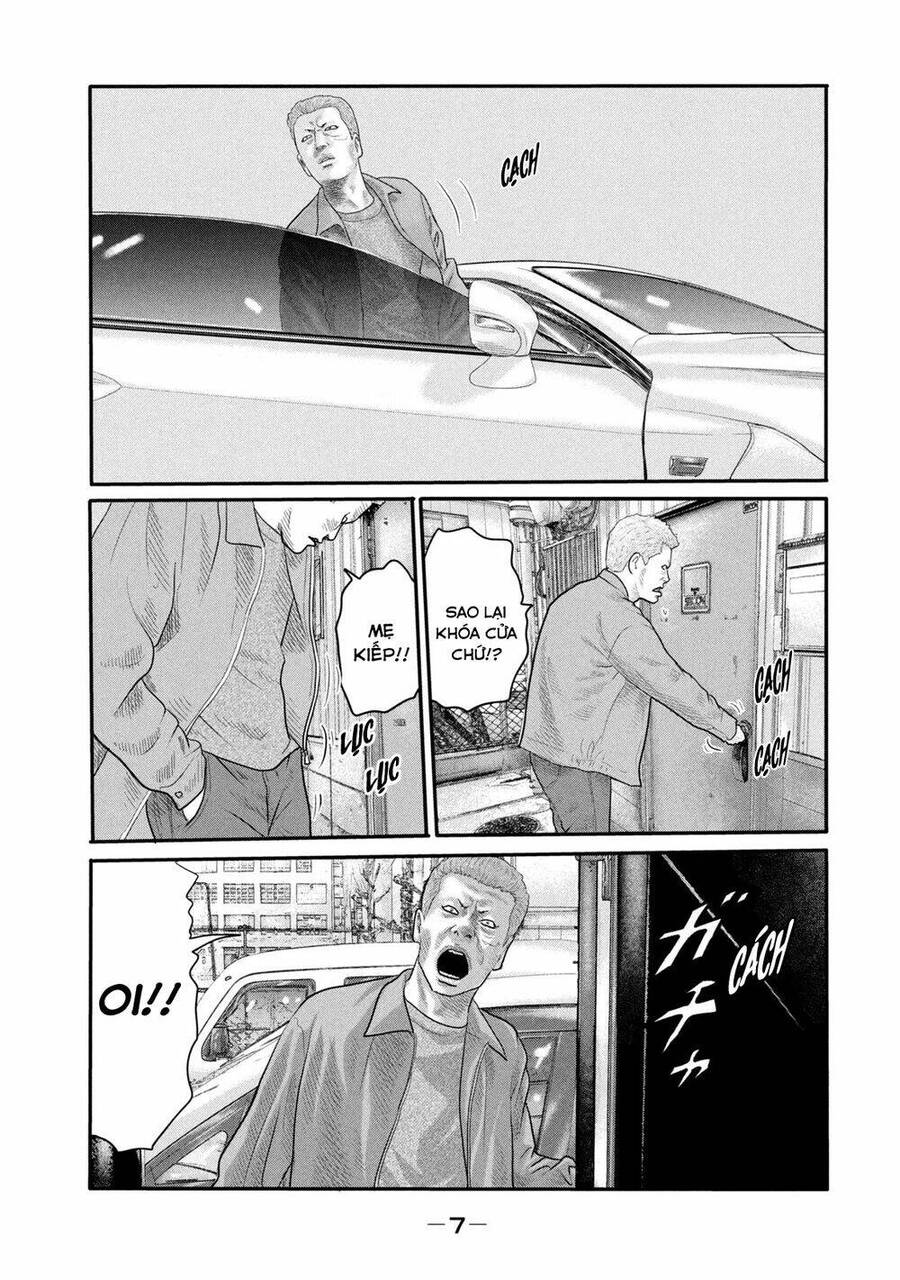 CẠCH
SAO LẠI
KHÓA CỬA
CHỨ!?
CẠCH
CẠCH
MẸ
KIẾP!!
LỤC
LỤC
ガチャ
CÁCH
OI!!
—7—